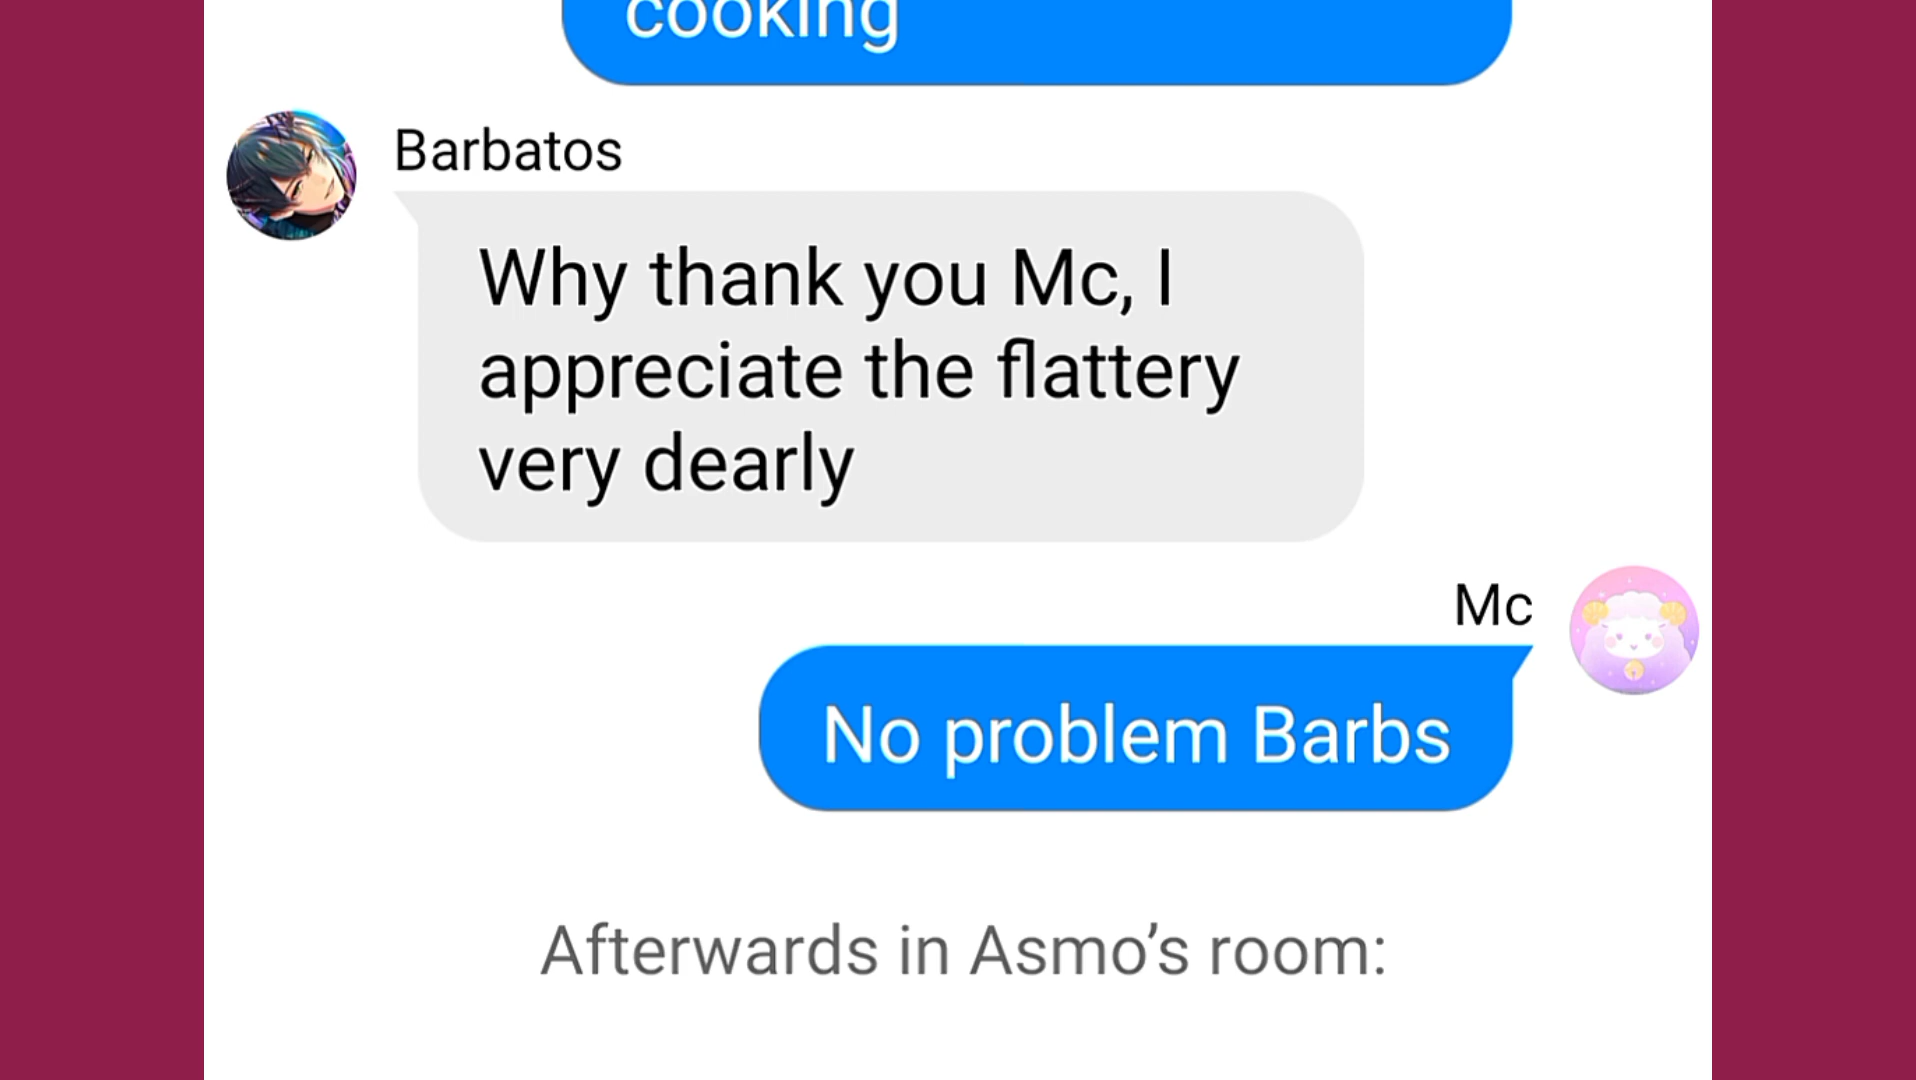 cooking
Barbatos
Why thank you Mc, I
appreciate the flattery
very dearly
Mc
No problem Barbs
Afterwards in Asmo’s room: